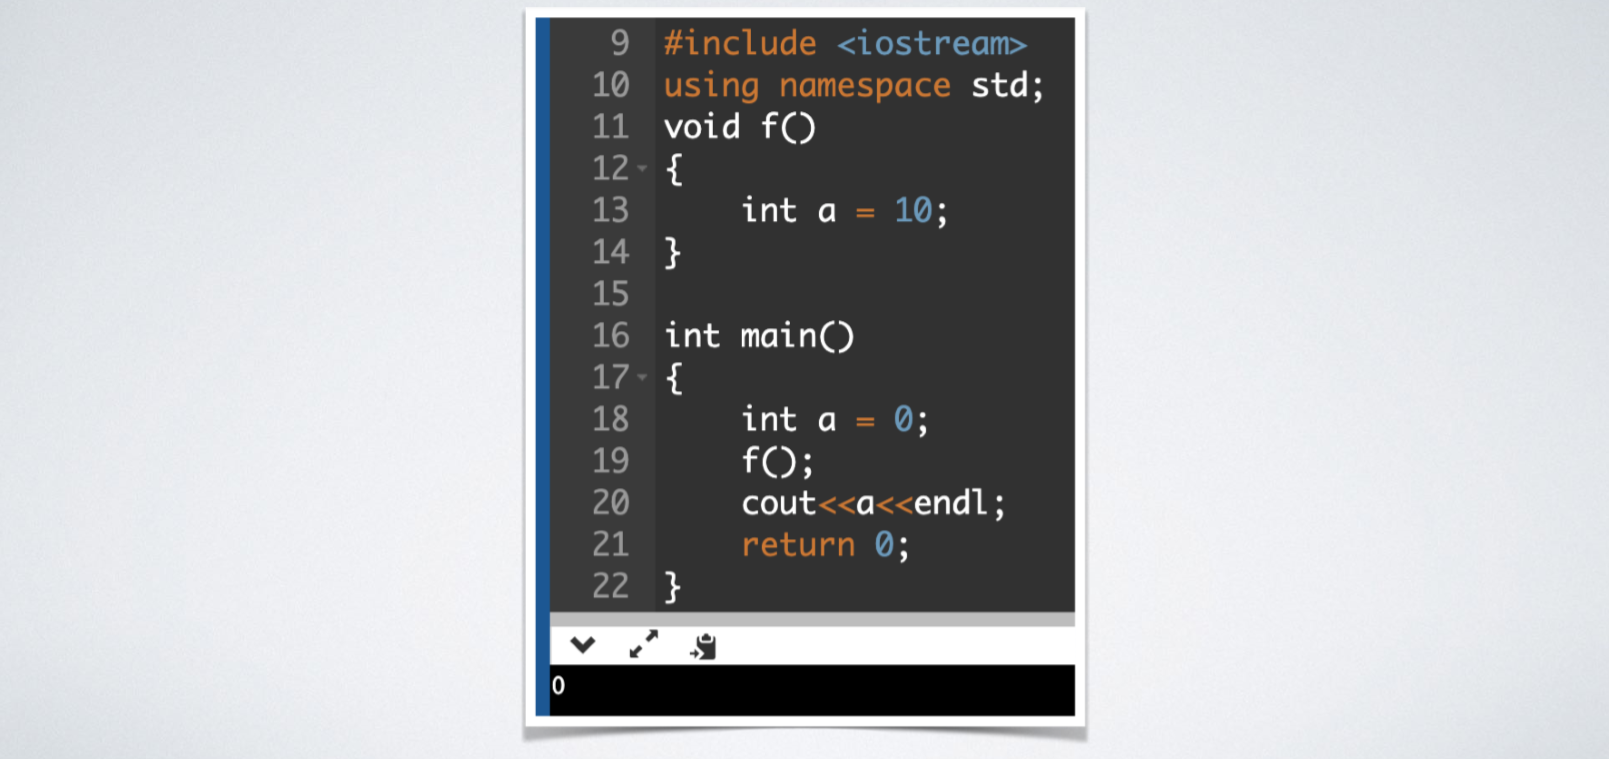 9 #include <iostream>
10 using namespace std;
11 void f()
12 {
13     int a = 10;
14 }
15
16 int main()
17 {
18     int a = 0;
19     f();
20     cout<<a<<endl;
21     return 0;
22 }
0